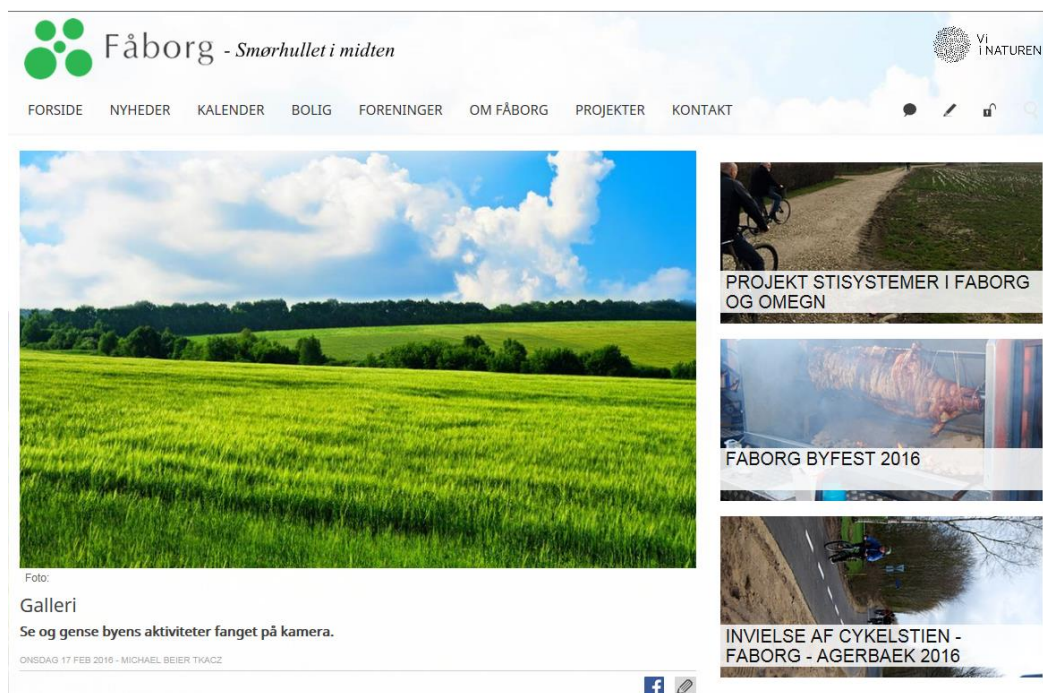 Fåborg - Smørhullet i midten
Vi
i NATUREN
FORSIDE NYHEDER KALENDER BOLIG FORENINGER OM FÅBORG PROJEKTER KONTAKT
PROJEKT STISYSTEMER I FABORG
OG OMEGN
FABORG BYFEST 2016
INVIELSE AF CYKELSTIEN -
FABORG - AGERBAEK 2016
Foto:
Galleri
Se og gense byens aktiviteter fanget på kamera.
ONSDAG 17 FEB 2016 - MICHAEL BEIER TKACZ